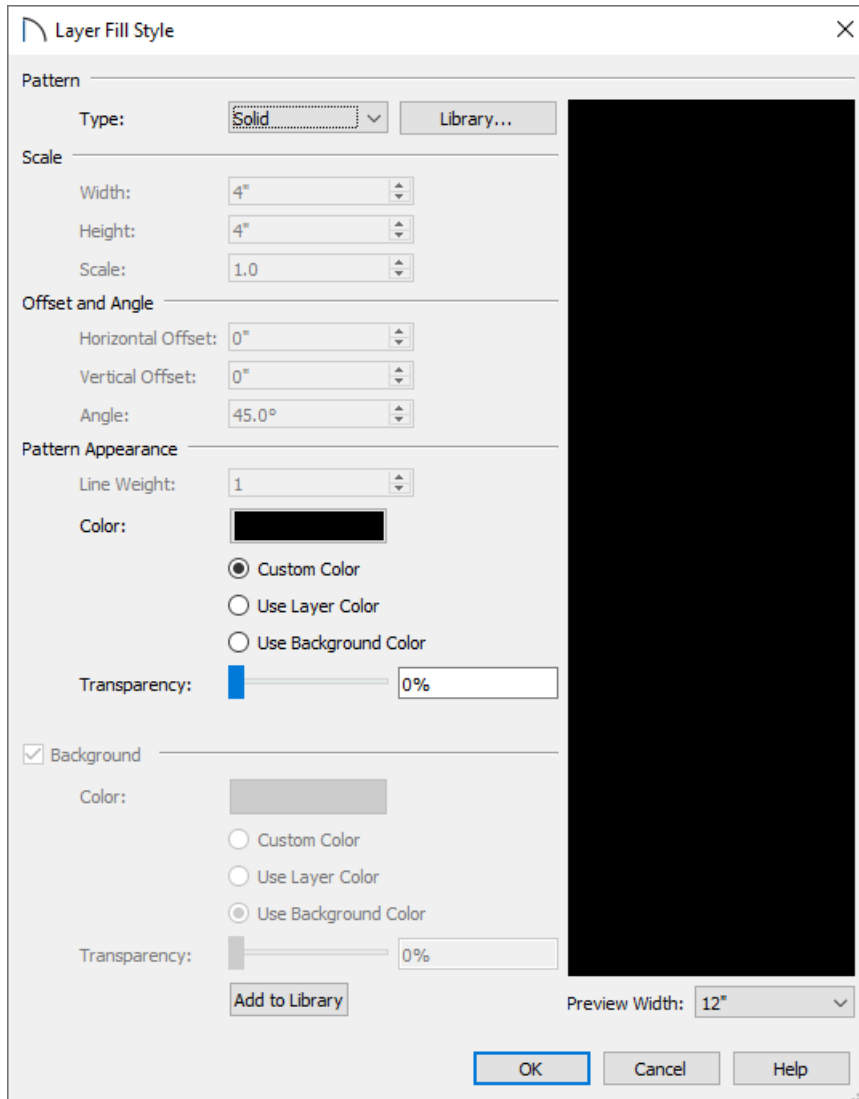 Layer Fill Style
Pattern
Type: Solid Library...
Scale
Width: 4"
Height: 4"
Scale: 1.0
Offset and Angle
Horizontal Offset: 0"
Vertical Offset: 0"
Angle: 45.0°
Pattern Appearance
Line Weight: 1
Color:
Custom Color
Use Layer Color
Use Background Color
Transparency: 0%
Background
Color:
Custom Color
Use Layer Color
Use Background Color
Transparency: 0%
Add to Library Preview Width: 12"
OK Cancel Help